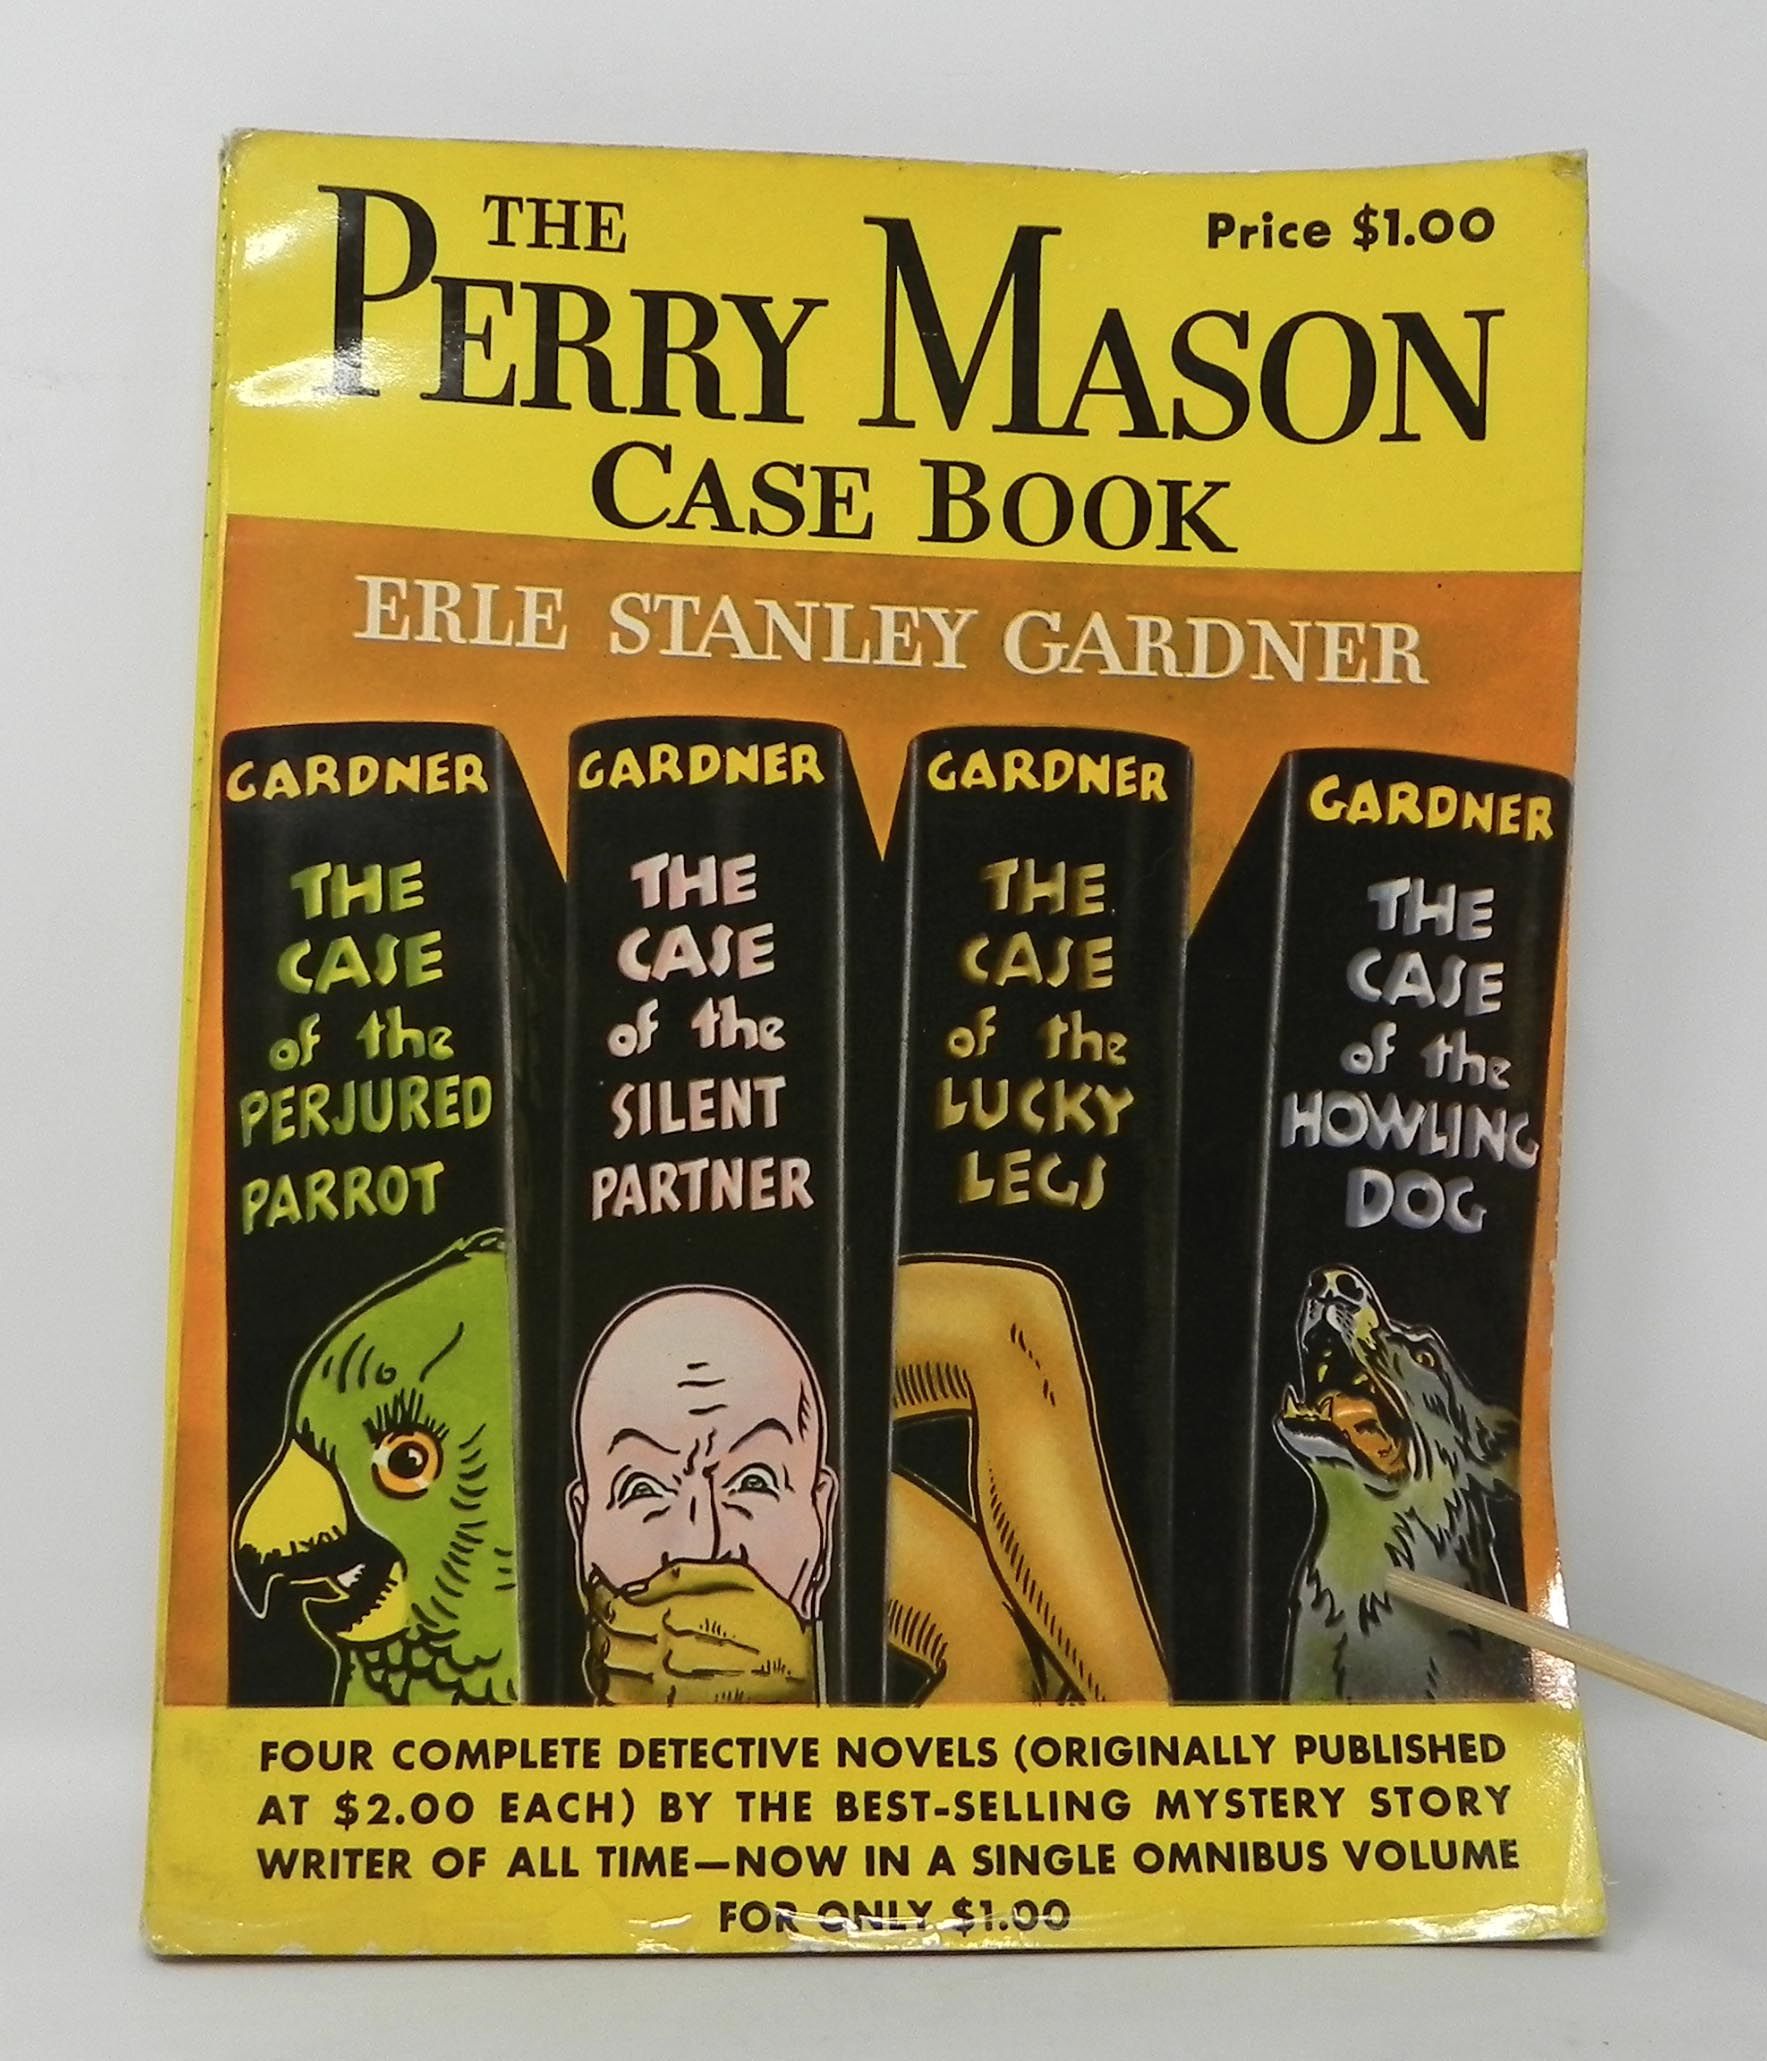 THE
Price $1.00
PERRY MASON
CASE BOOK
ERLE STANLEY GARDNER
GARDNER
THE
CASE
of the
PERJURED
PARROT
GARDNER
THE
CASE
of the
SILENT
PARTNER
GARDNER
THE
CASE
of the
LUCKY
LEGS
GARDNER
THE
CASE
of the
HOWLING
DOG
FOUR COMPLETE DETECTIVE NOVELS (ORIGINALLY PUBLISHED
AT $2.00 EACH) BY THE BEST-SELLING MYSTERY STORY
WRITER OF ALL TIME—NOW IN A SINGLE OMNIBUS VOLUME
FOR ONLY $1.00